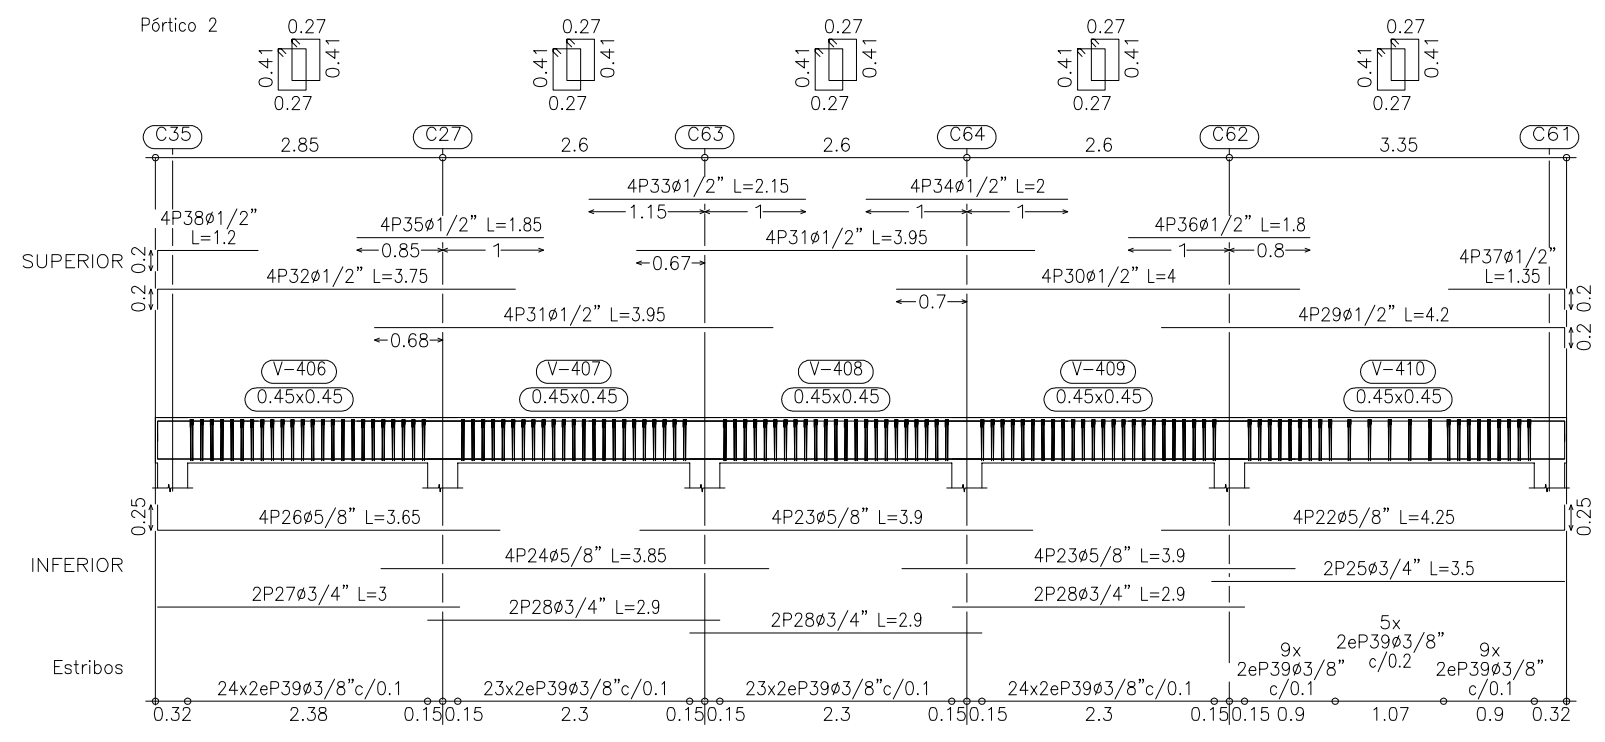 Pórtico 2
0.27 0.27 0.27 0.27 0.27
0.41 0.41 0.41 0.41 0.41 0.41 0.41 0.41 0.41 0.41
0.27 0.27 0.27 0.27 0.27
C35 C27 C63 C64 C62 C61
2.85 2.6 2.6 2.6 3.35
4P33ø1/2" L=2.15 4P34ø1/2" L=2
1.15 1 1 1
4P38ø1/2" 4P35ø1/2" L=1.85 4P36ø1/2" L=1.8
L=1.2 4P31ø1/2" L=3.95
0.85 1 1 0.8
SUPERIOR 0.2 0.67 4P37ø1/2"
4P32ø1/2" L=3.75 4P30ø1/2" L=4 L=1.35
0.2 0.7 0.2
4P31ø1/2" L=3.95 4P29ø1/2" L=4.2
0.68 0.2
V-406 V-407 V-408 V-409 V-410
0.45x0.45 0.45x0.45 0.45x0.45 0.45x0.45 0.45x0.45
0.25 4P26ø5/8" L=3.65 4P23ø5/8" L=3.9 4P22ø5/8" L=4.25 0.25
4P24ø5/8" L=3.85 4P23ø5/8" L=3.9
INFERIOR 2P25ø3/4" L=3.5
2P27ø3/4" L=3 2P28ø3/4" L=2.9
2P28ø3/4" L=2.9
2P28ø3/4" L=2.9
5x
2eP39ø3/8"
c/0.2
9x 9x
Estribos 2eP39ø3/8" 2eP39ø3/8"
24x2eP39ø3/8"c/0.1 23x2eP39ø3/8"c/0.1 23x2eP39ø3/8"c/0.1 24x2eP39ø3/8"c/0.1 c/0.1 c/0.1
0.32 2.38 0.15 0.15 2.3 0.15 0.15 2.3 0.15 0.15 2.3 0.15 0.15 0.9 1.07 0.9 0.32